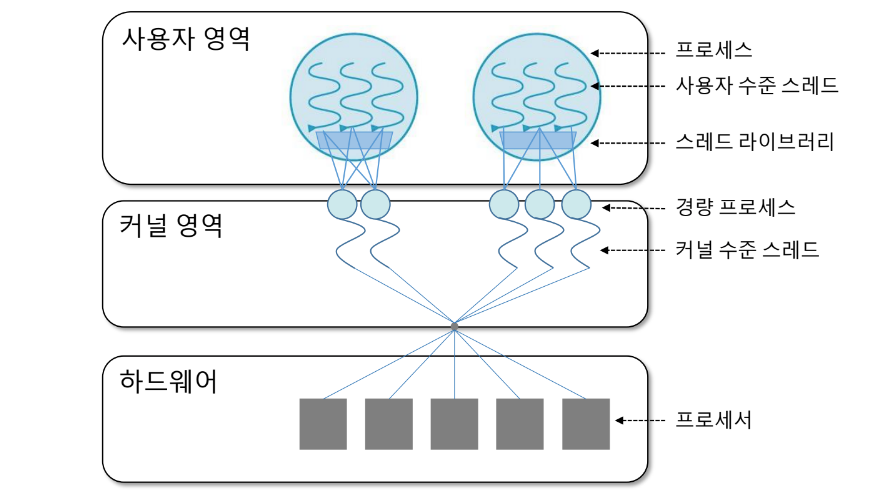 사용자 영역
프로세스
사용자 수준 스레드
스레드 라이브러리
경량 프로세스
커널 영역
커널 수준 스레드
하드웨어
프로세서